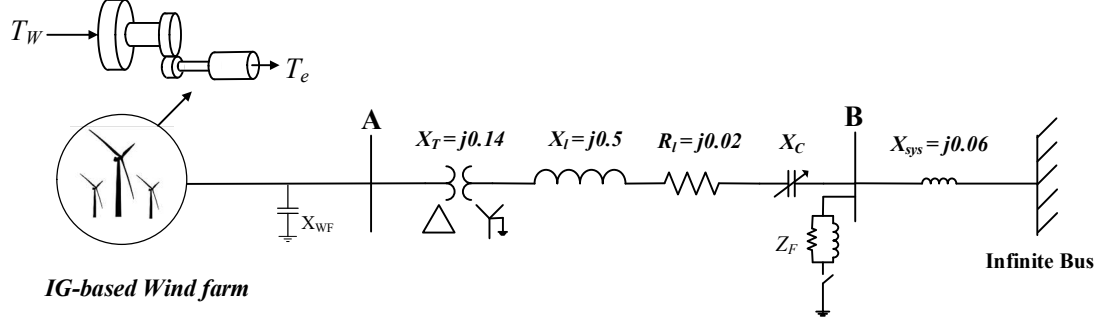 T_W
T_e
A
X_T = j0.14
X_l = j0.5
R_l = j0.02
X_C
B
X_sys = j0.06
X_WF
Z_F
Infinite Bus
IG-based Wind farm